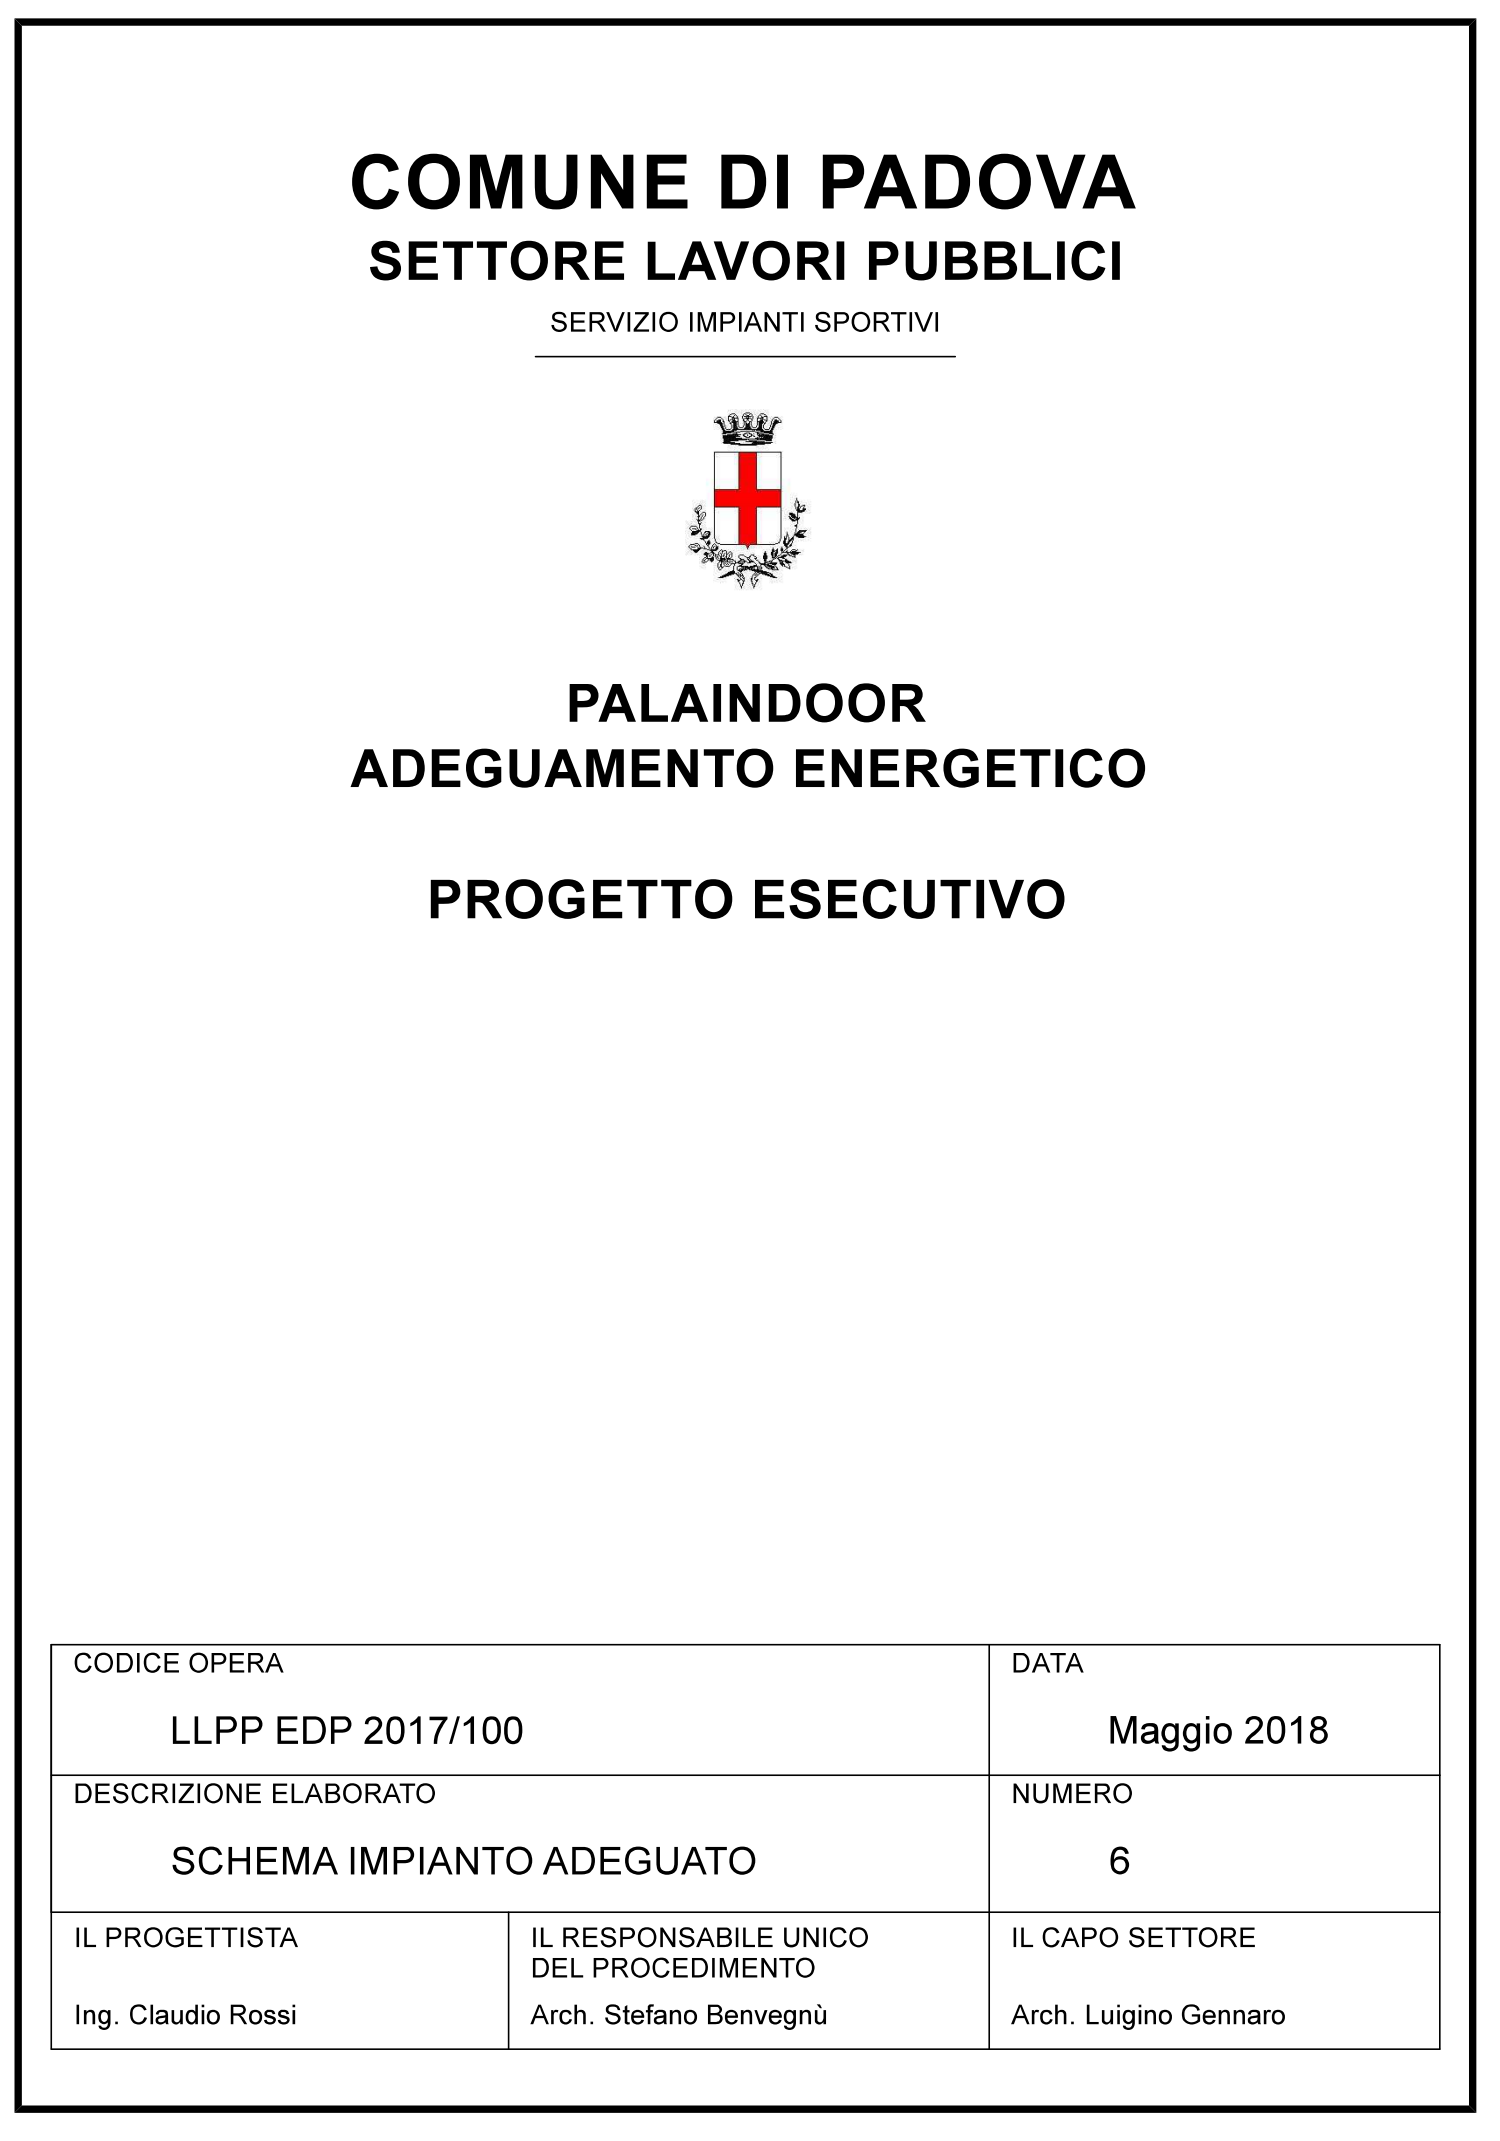 COMUNE DI PADOVA
SETTORE LAVORI PUBBLICI
SERVIZIO IMPIANTI SPORTIVI
PALAINDOOR
ADEGUAMENTO ENERGETICO
PROGETTO ESECUTIVO
CODICE OPERA
LLPP EDP 2017/100
DATA
Maggio 2018
DESCRIZIONE ELABORATO
SCHEMA IMPIANTO ADEGUATO
NUMERO
6
IL PROGETTISTA
Ing. Claudio Rossi
IL RESPONSABILE UNICO
DEL PROCEDIMENTO
Arch. Stefano Benvegnù
IL CAPO SETTORE
Arch. Luigino Gennaro